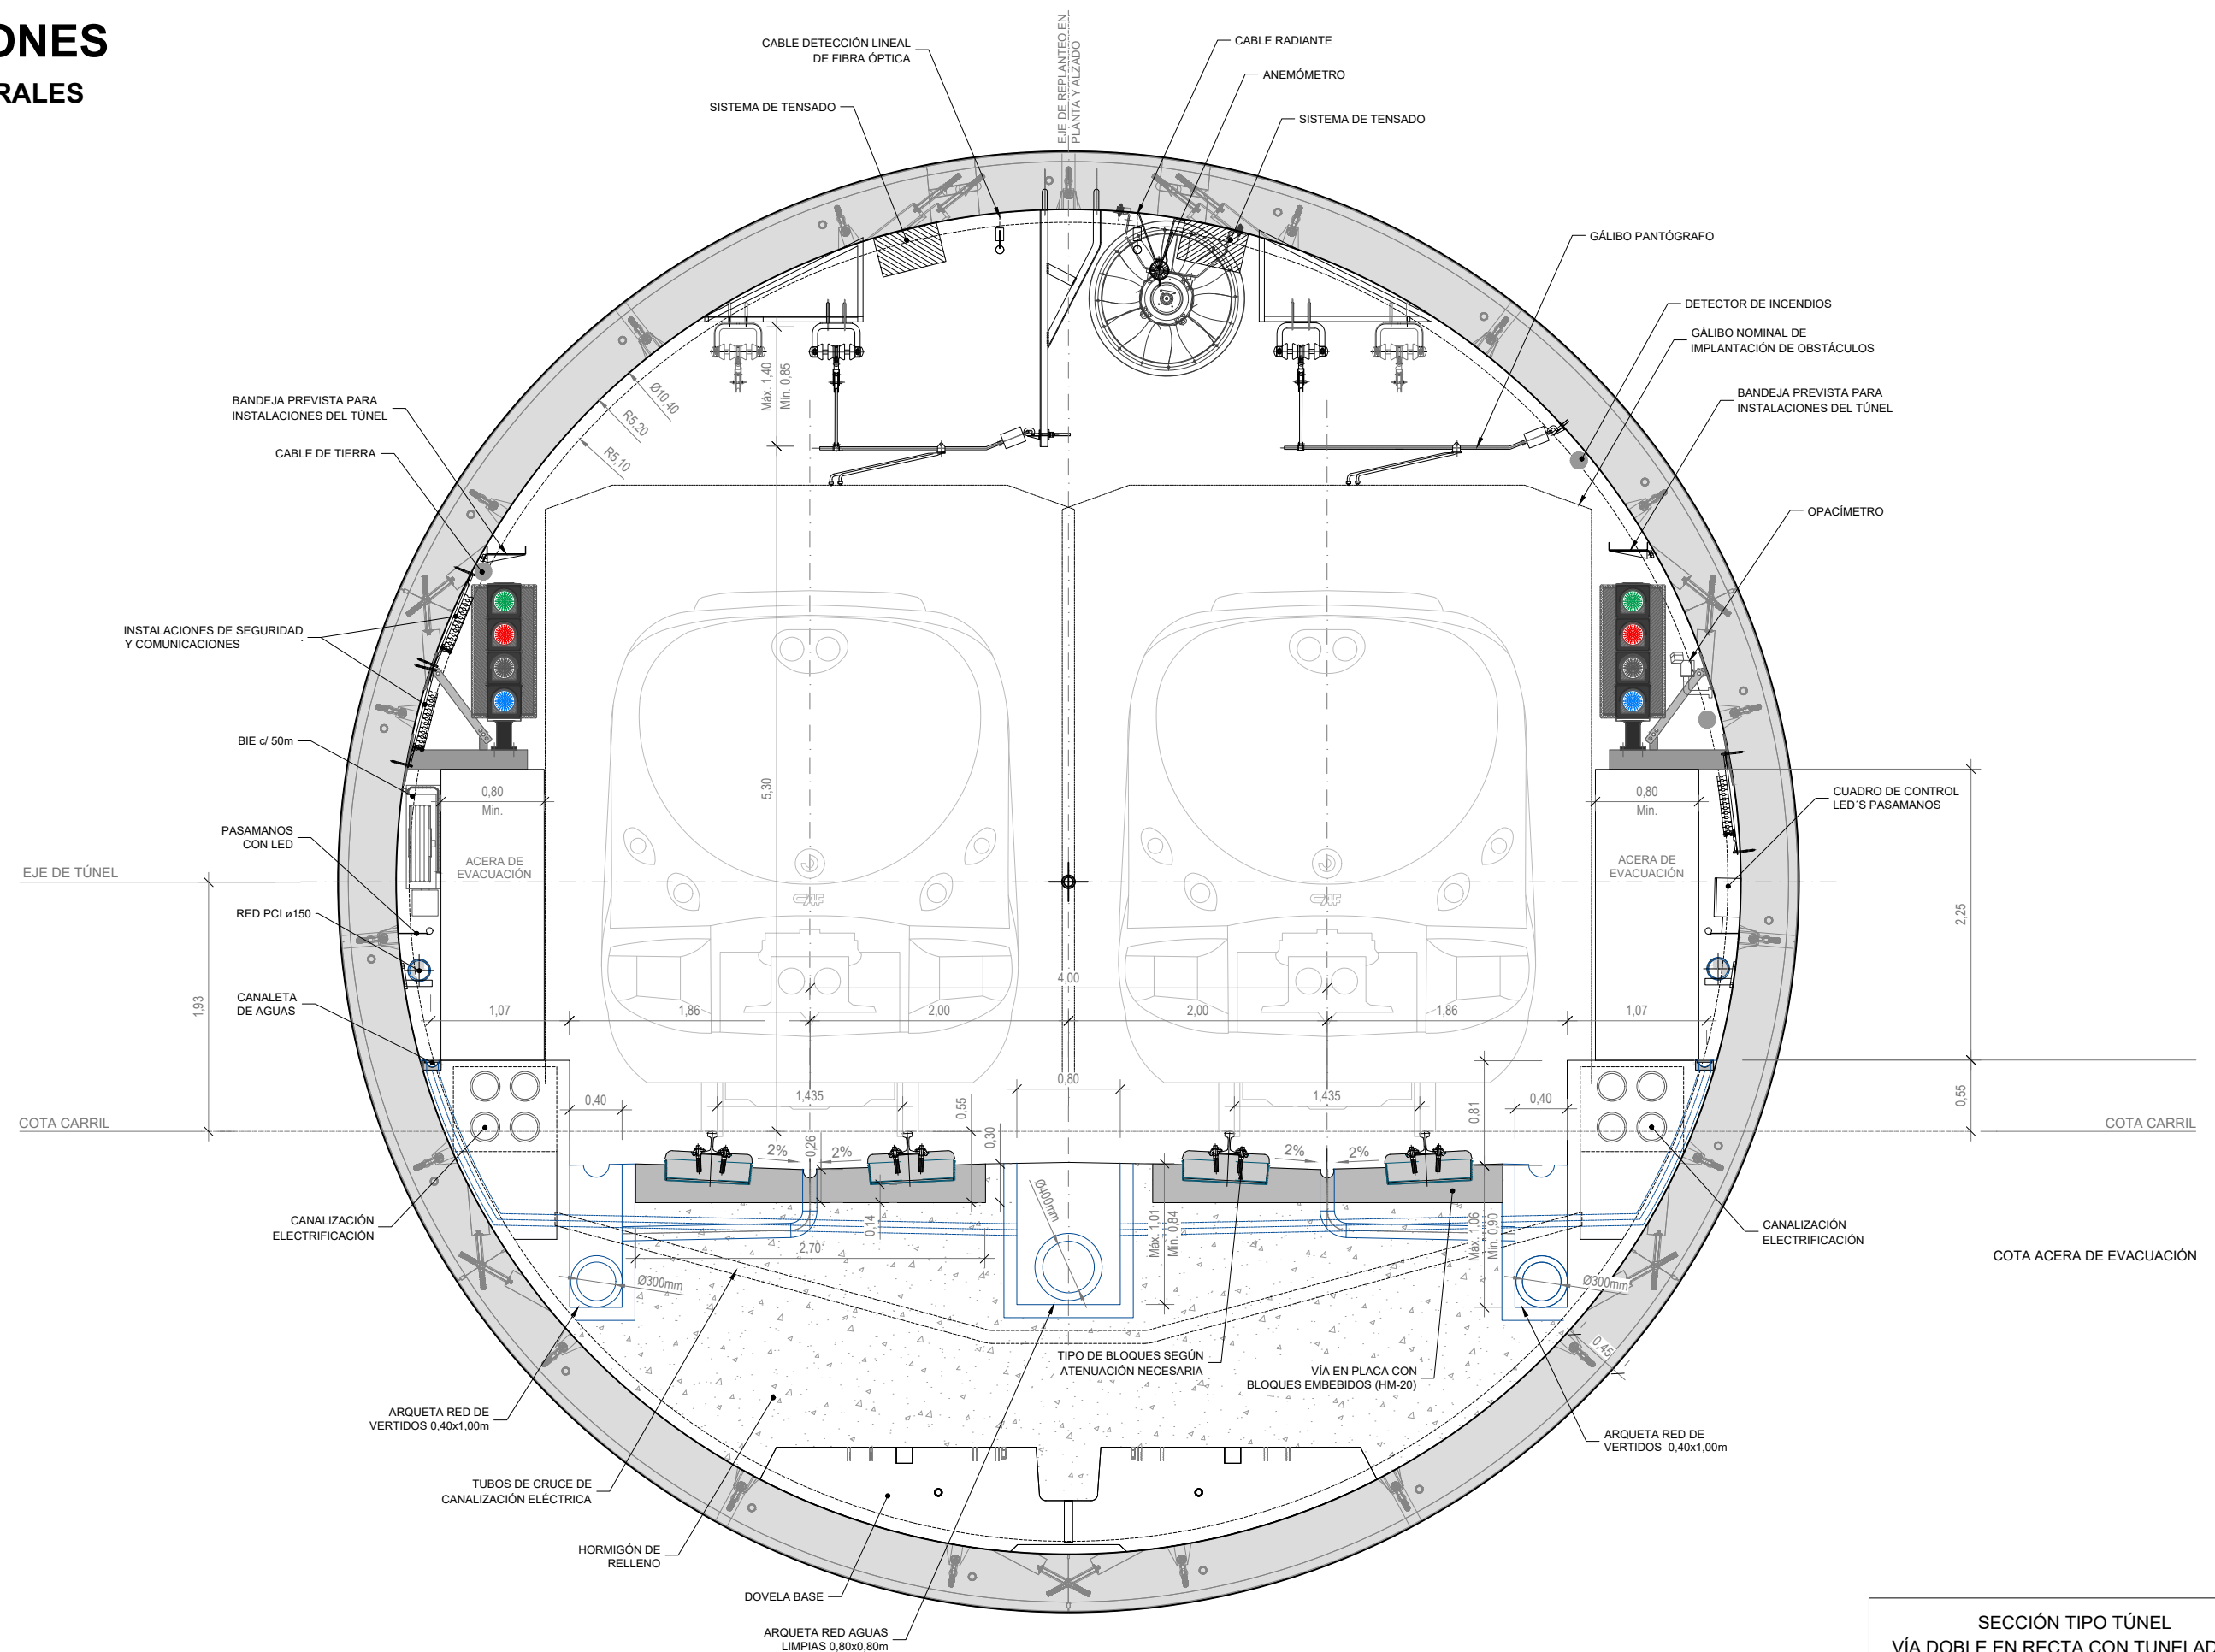 ONES
RALES
CABLE DETECCIÓN LINEAL
DE FIBRA ÓPTICA
EJE DE REPLANTEO EN
PLANTA Y ALZADO
CABLE RADIANTE
ANEMÓMETRO
SISTEMA DE TENSADO
SISTEMA DE TENSADO
GÁLIBO PANTÓGRAFO
DETECTOR DE INCENDIOS
GÁLIBO NOMINAL DE
IMPLANTACIÓN DE OBSTÁCULOS
Máx. 1,40
Mín. 0,85
Ø10,40
R5,20
R5,10
BANDEJA PREVISTA PARA
INSTALACIONES DEL TÚNEL
BANDEJA PREVISTA PARA
INSTALACIONES DEL TÚNEL
CABLE DE TIERRA
OPACÍMETRO
INSTALACIONES DE SEGURIDAD
Y COMUNICACIONES
BIE c/ 50m
5,30
0,80
Min.
0,80
Min.
CUADRO DE CONTROL
LED´S PASAMANOS
PASAMANOS
CON LED
ACERA DE
EVACUACIÓN
ACERA DE
EVACUACIÓN
EJE DE TÚNEL
CAF
CAF
RED PCI ø150
2,25
4,00
1,93
CANALETA
DE AGUAS
1,07
1,86
2,00
2,00
1,86
1,07
0,40
1,435
0,55
0,80
1,435
0,81
0,40
0,55
COTA CARRIL
COTA CARRIL
2%
0,26
2%
0,30
2%
2%
Ø400mm
0,14
Máx. 1,01
Mín. 0,84
Máx. 1,06
Mín. 0,90
CANALIZACIÓN
ELECTRIFICACIÓN
CANALIZACIÓN
ELECTRIFICACIÓN
2,70
COTA ACERA DE EVACUACIÓN
Ø300mm
Ø300mm
0,45
TIPO DE BLOQUES SEGÚN
ATENUACIÓN NECESARIA
VÍA EN PLACA CON
BLOQUES EMBEBIDOS (HM-20)
ARQUETA RED DE
VERTIDOS 0,40x1,00m
ARQUETA RED DE
VERTIDOS 0,40x1,00m
TUBOS DE CRUCE DE
CANALIZACIÓN ELÉCTRICA
HORMIGÓN DE
RELLENO
DOVELA BASE
ARQUETA RED AGUAS
LIMPIAS 0,80x0,80m
SECCIÓN TIPO TÚNEL
VÍA DOBLE EN RECTA CON TUNELAD